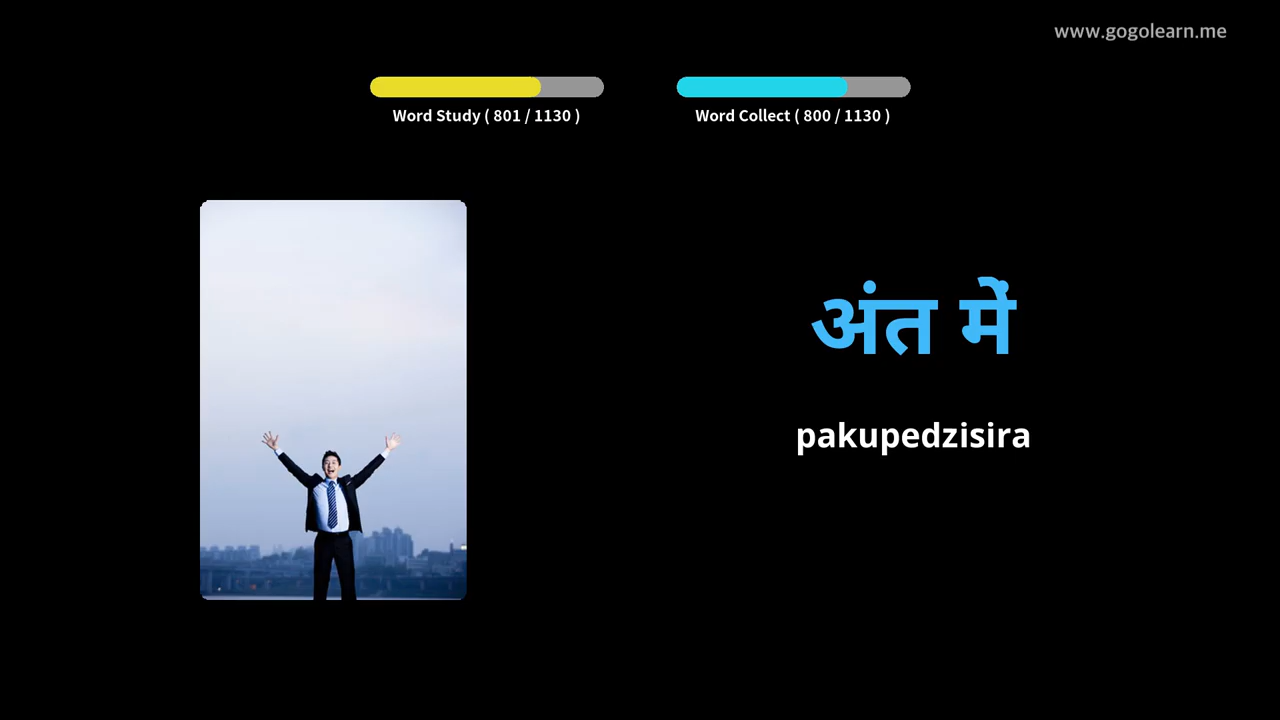 www.gogolearn.me
Word Study ( 801 / 1130 )
Word Collect ( 800 / 1130 )
अंत में
pakupedzisira